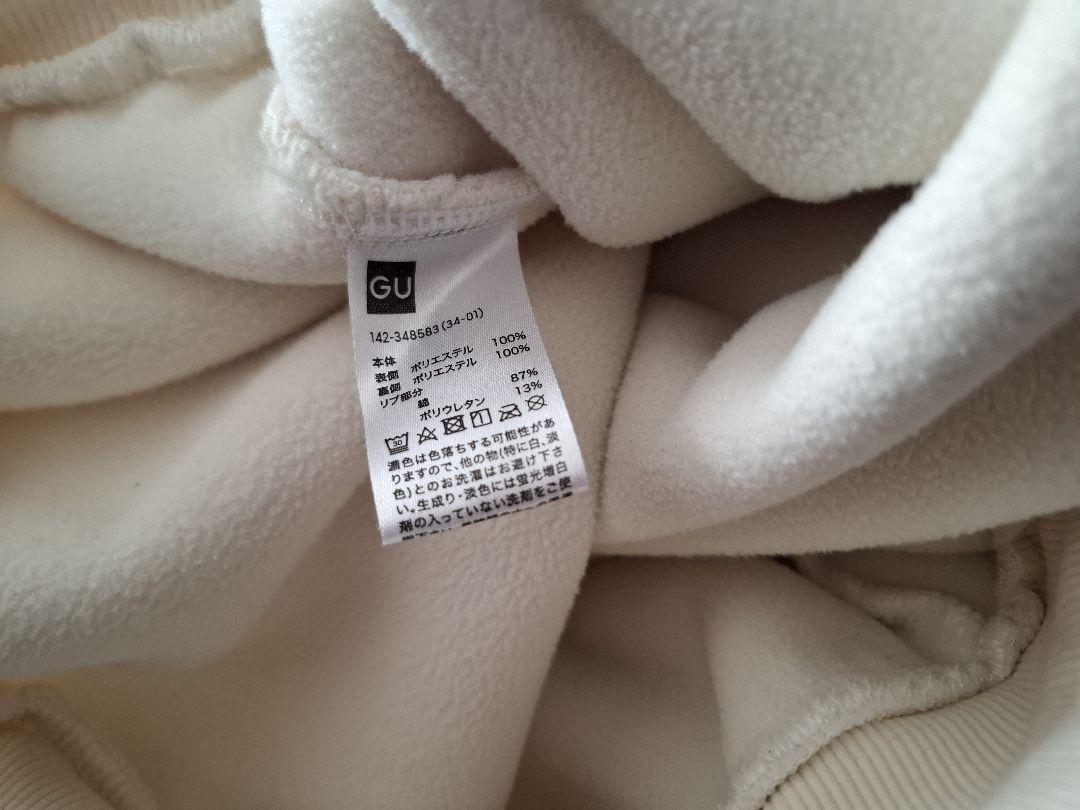 GU
142-348583(34-01)
本体
表側 ポリエステル 100%
裏側 ポリエステル 100%
リブ部分
綿 87%
ポリウレタン 13%
30
濃色は色落ちする可能性があ
りますので、他の物(特に白、淡
色)とのお洗濯はお避け下さ
い。生成り・淡色には蛍光増白
剤の入っていない洗剤をご使